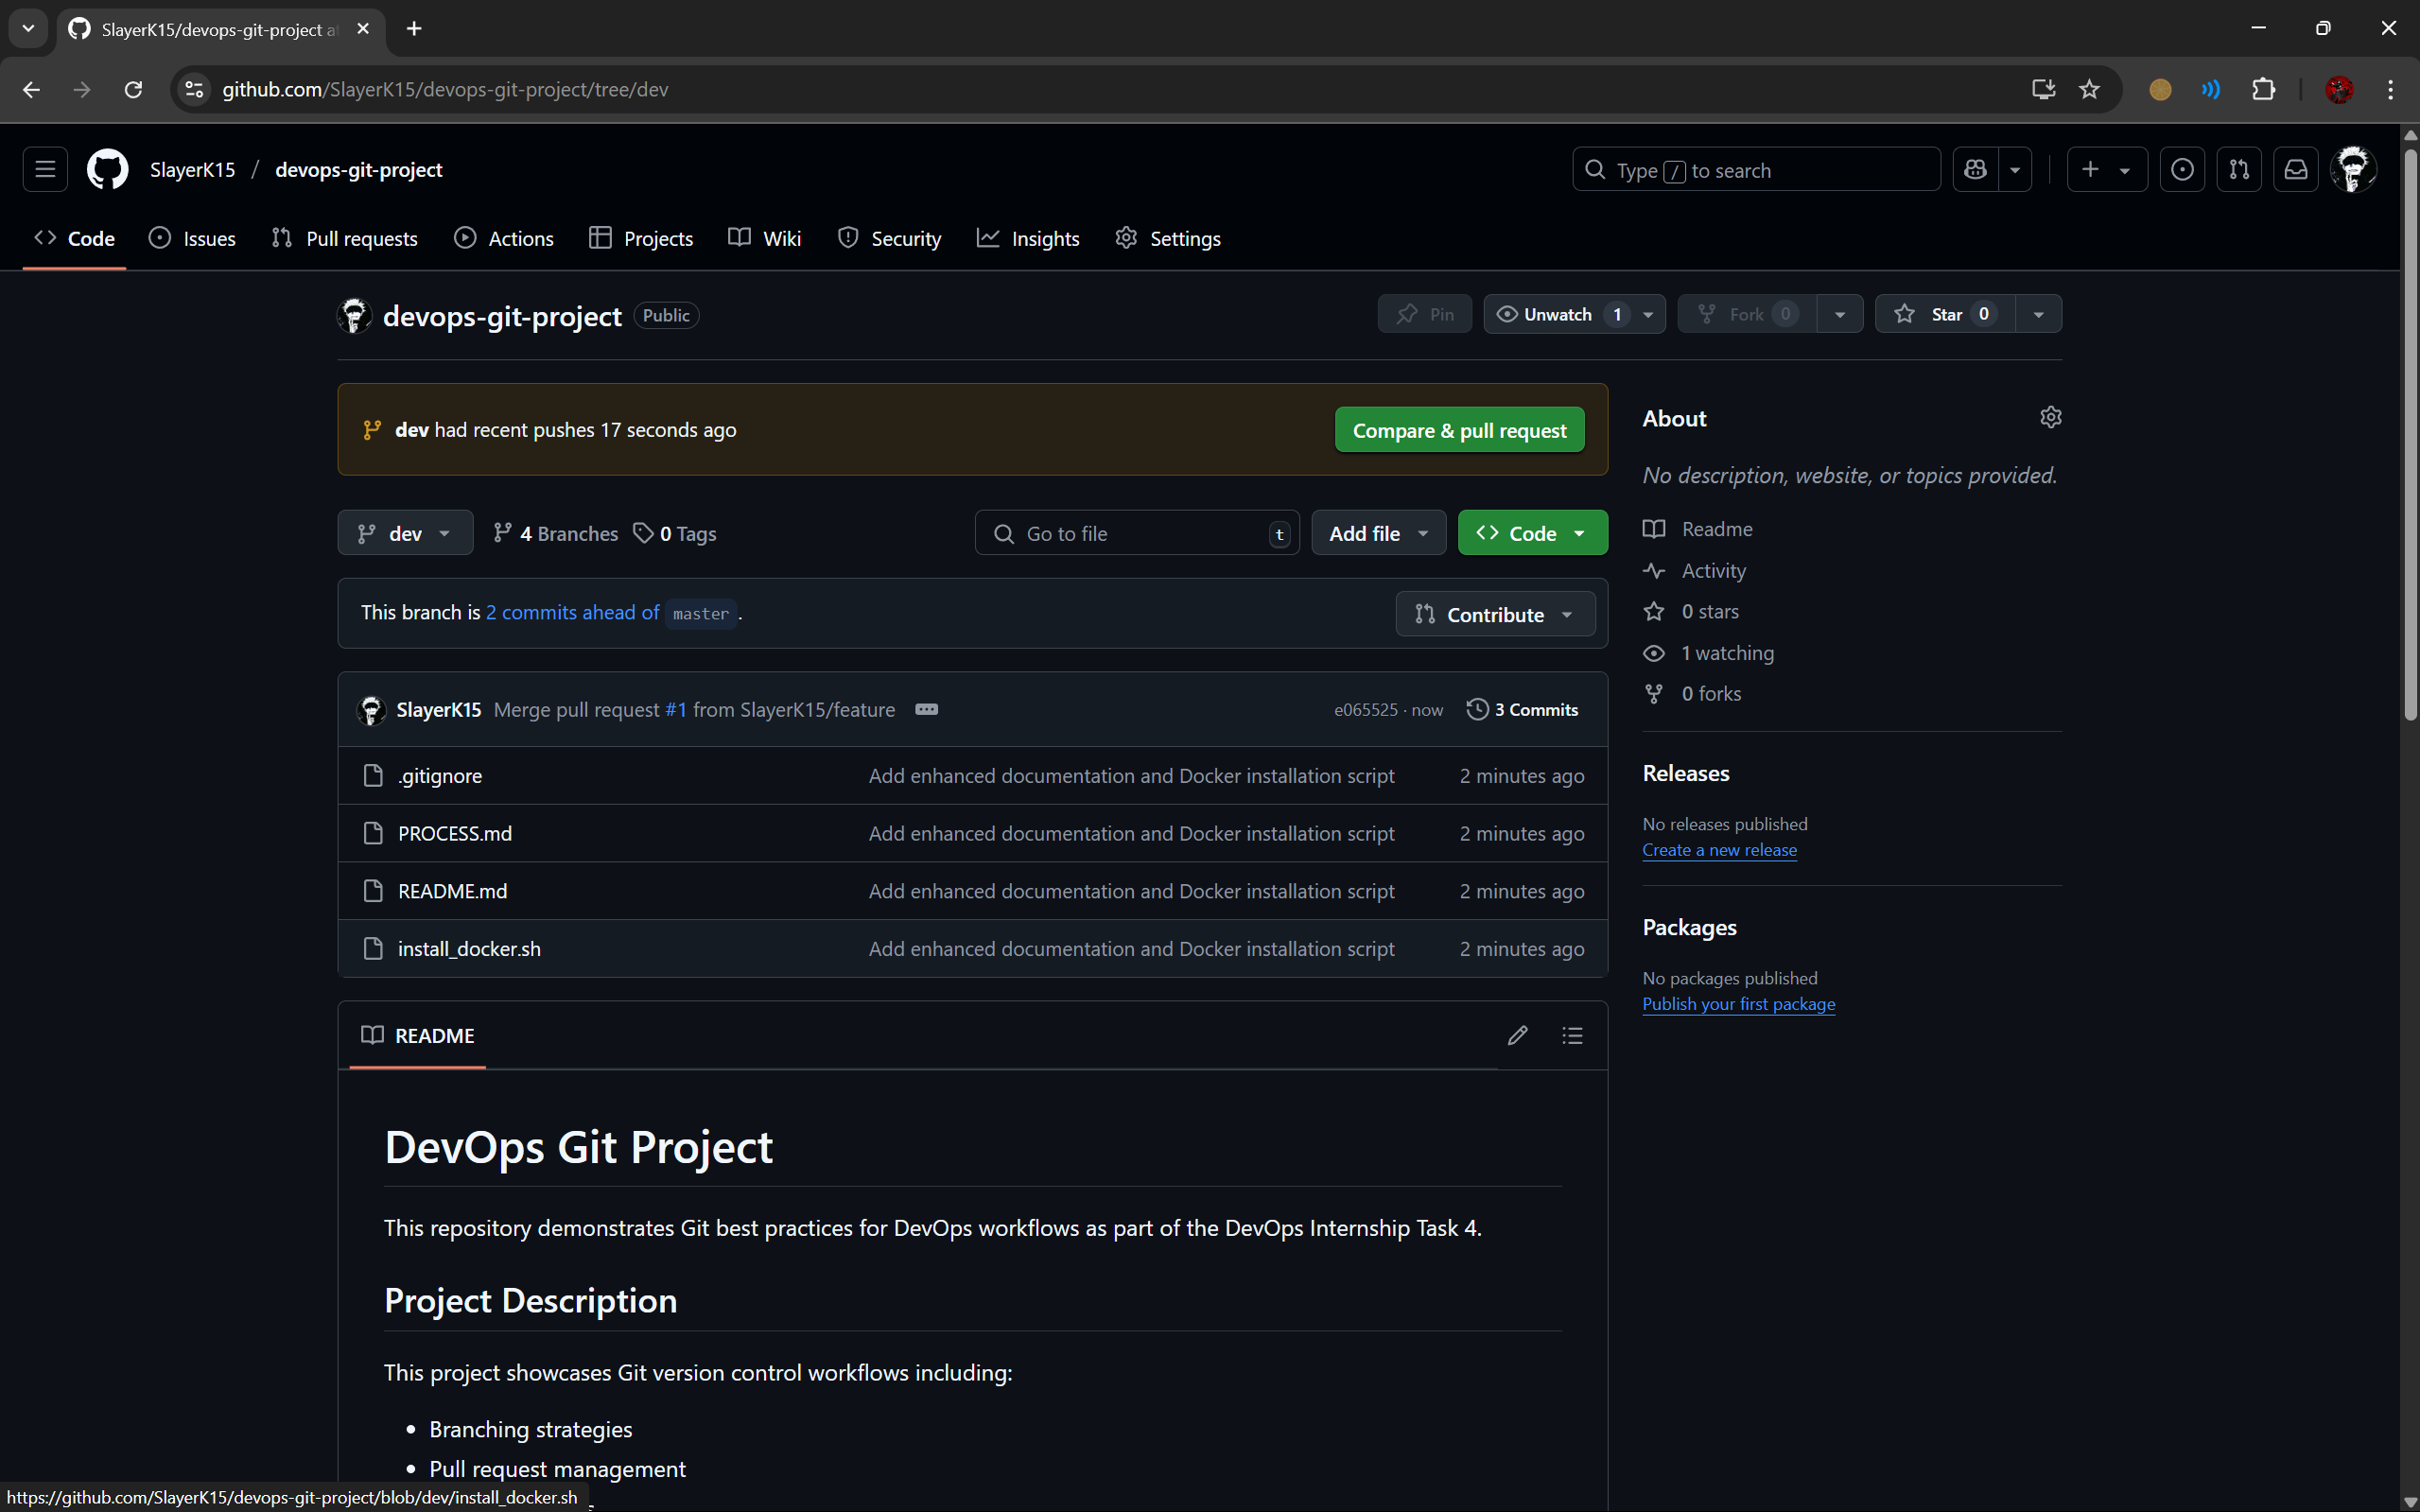 SlayerK15/devops-git-project at
github.com/SlayerK15/devops-git-project/tree/dev
SlayerK15 / devops-git-project
Type / to search
Code
Issues
Pull requests
Actions
Projects
Wiki
Security
Insights
Settings
devops-git-project Public
Pin
Unwatch 1
Fork 0
Star 0
dev had recent pushes 17 seconds ago
Compare & pull request
dev
4 Branches
0 Tags
Go to file t
Add file
Code
This branch is 2 commits ahead of master .
Contribute
SlayerK15 Merge pull request #1 from SlayerK15/feature
e065525 · now
3 Commits
.gitignore Add enhanced documentation and Docker installation script 2 minutes ago
PROCESS.md Add enhanced documentation and Docker installation script 2 minutes ago
README.md Add enhanced documentation and Docker installation script 2 minutes ago
install_docker.sh Add enhanced documentation and Docker installation script 2 minutes ago
README
DevOps Git Project
This repository demonstrates Git best practices for DevOps workflows as part of the DevOps Internship Task 4.
Project Description
This project showcases Git version control workflows including:
• Branching strategies
• Pull request management
About
No description, website, or topics provided.
Readme
Activity
0 stars
1 watching
0 forks
Releases
No releases published
Create a new release
Packages
No packages published
Publish your first package
https://github.com/SlayerK15/devops-git-project/blob/dev/install_docker.sh